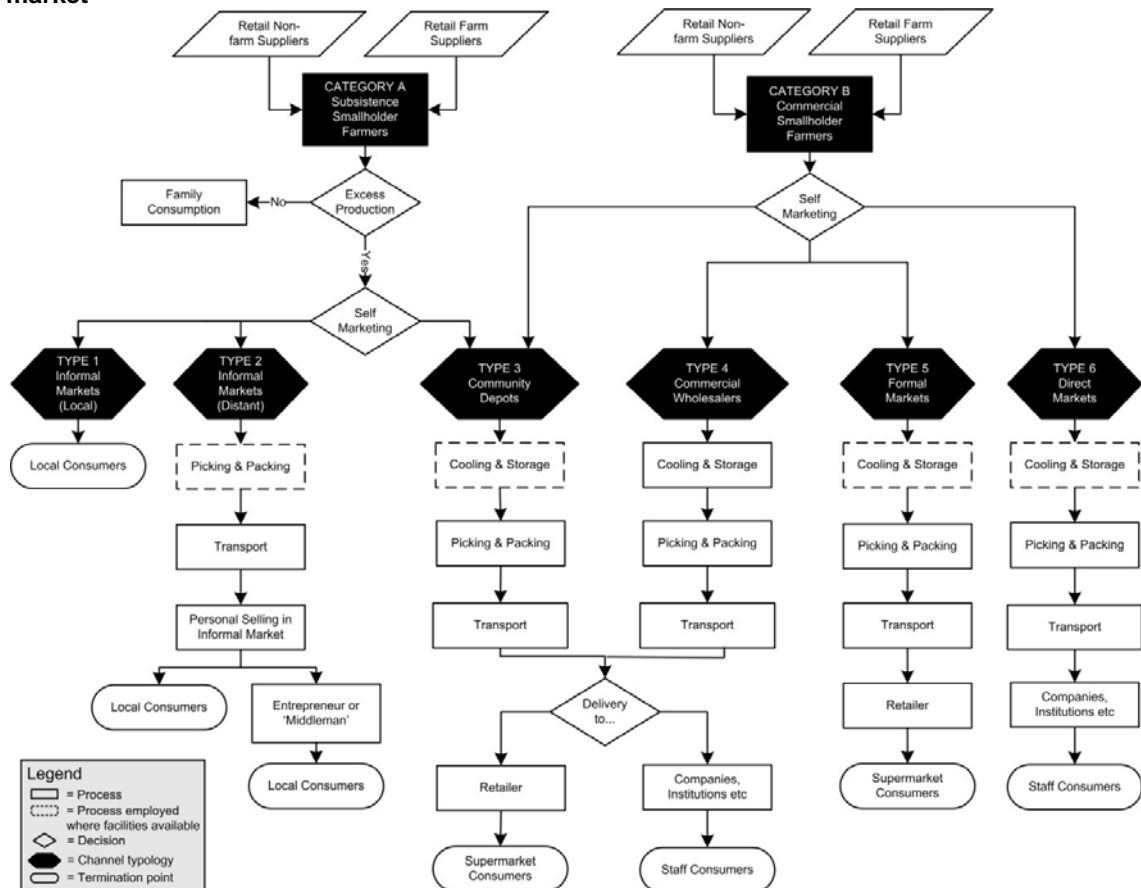 market
Retail Non-
farm Suppliers
Retail Farm
Suppliers
Retail Non-
farm Suppliers
Retail Farm
Suppliers
CATEGORY A
Subsistence
Smallholder
Farmers
CATEGORY B
Commercial
Smallholder
Farmers
Family
Consumption
No
Excess
Production
Self
Marketing
Yes
Self
Marketing
TYPE 1
Informal
Markets
(Local)
TYPE 2
Informal
Markets
(Distant)
TYPE 3
Community
Depots
TYPE 4
Commercial
Wholesalers
TYPE 5
Formal
Markets
TYPE 6
Direct
Markets
Local Consumers
Picking & Packing
Cooling & Storage
Cooling & Storage
Cooling & Storage
Cooling & Storage
Transport
Picking & Packing
Picking & Packing
Picking & Packing
Picking & Packing
Personal Selling in
Informal Market
Transport
Transport
Transport
Transport
Local Consumers
Entrepreneur or
‘Middleman’
Delivery
to...
Retailer
Companies,
Institutions etc
Local Consumers
Retailer
Companies,
Institutions etc
Supermarket
Consumers
Staff Consumers
Supermarket
Consumers
Staff Consumers
Legend
= Process
= Process employed
where facilities available
= Decision
= Channel typology
= Termination point